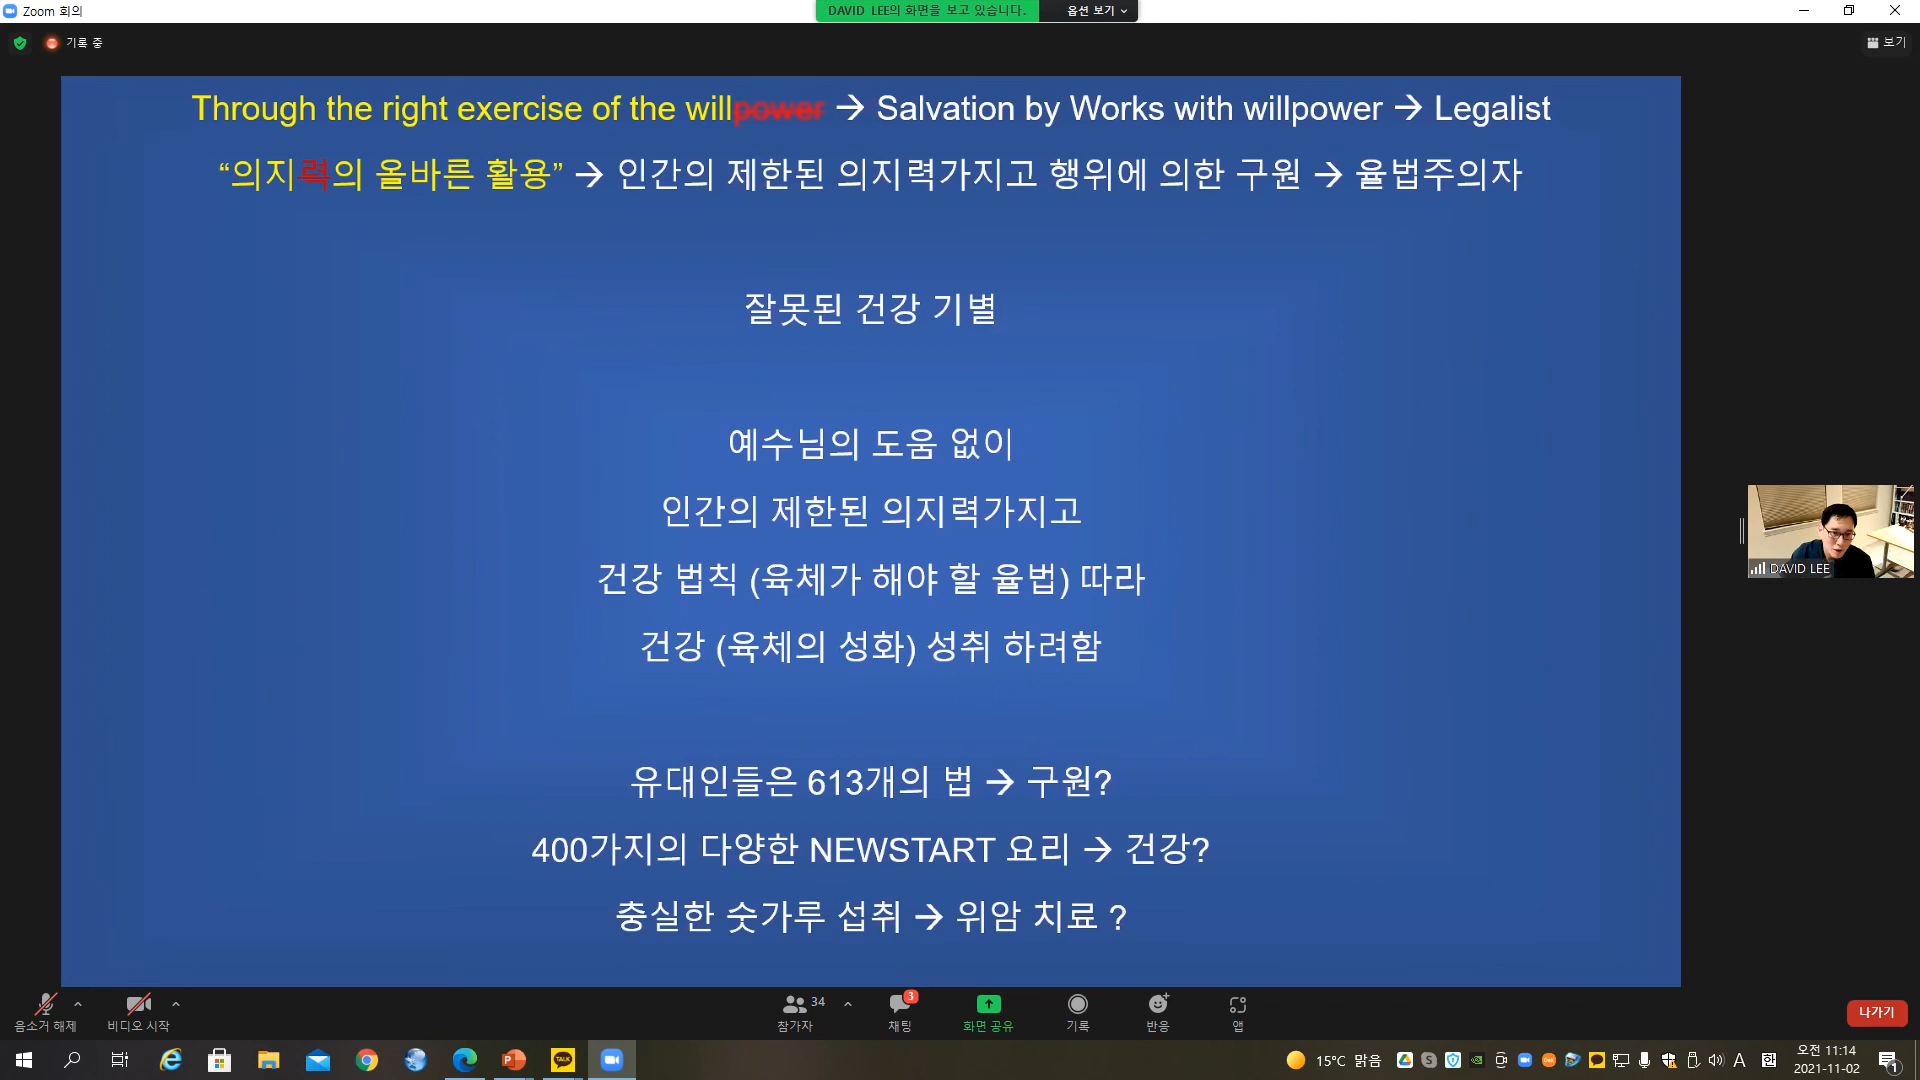 Zoom 회의
DAVID LEE의 화면을 보고 있습니다.
옵션 보기
기록 중
보기
Through the right exercise of the willpower → Salvation by Works with willpower → Legalist
“의지력의 올바른 활용” → 인간의 제한된 의지력가지고 행위에 의한 구원 → 율법주의자
잘못된 건강 기별
예수님의 도움 없이
인간의 제한된 의지력가지고
건강 법칙 (육체가 해야 할 율법) 따라
건강 (육체의 성화) 성취 하려함
유대인들은 613개의 법 → 구원?
400가지의 다양한 NEWSTART 요리 → 건강?
충실한 숯가루 섭취 → 위암 치료 ?
DAVID LEE
음소거 해제
비디오 시작
34
참가자
3
채팅
화면 공유
기록
반응
앱
나가기
TALK
15°C 맑음
A
한
오전 11:14
2021-11-02
1